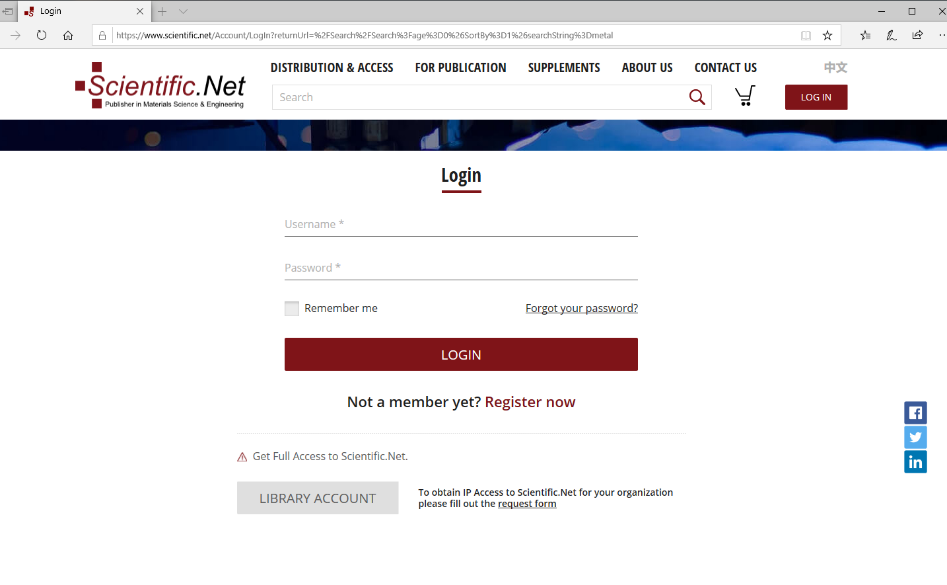 Login
https://www.scientific.net/Account/LogIn?returnUrl=%2FSearch%2FSearch%3Fage%3D0%26SortBy%3D1%26searchString%3Dmetal
Scientific.Net
Publisher in Materials Science & Engineering
DISTRIBUTION & ACCESS FOR PUBLICATION SUPPLEMENTS ABOUT US CONTACT US 中文
Search LOG IN
Login
Username *
Password *
Remember me Forgot your password?
LOGIN
Not a member yet? Register now
Get Full Access to Scientific.Net.
LIBRARY ACCOUNT
To obtain IP Access to Scientific.Net for your organization
please fill out the request form